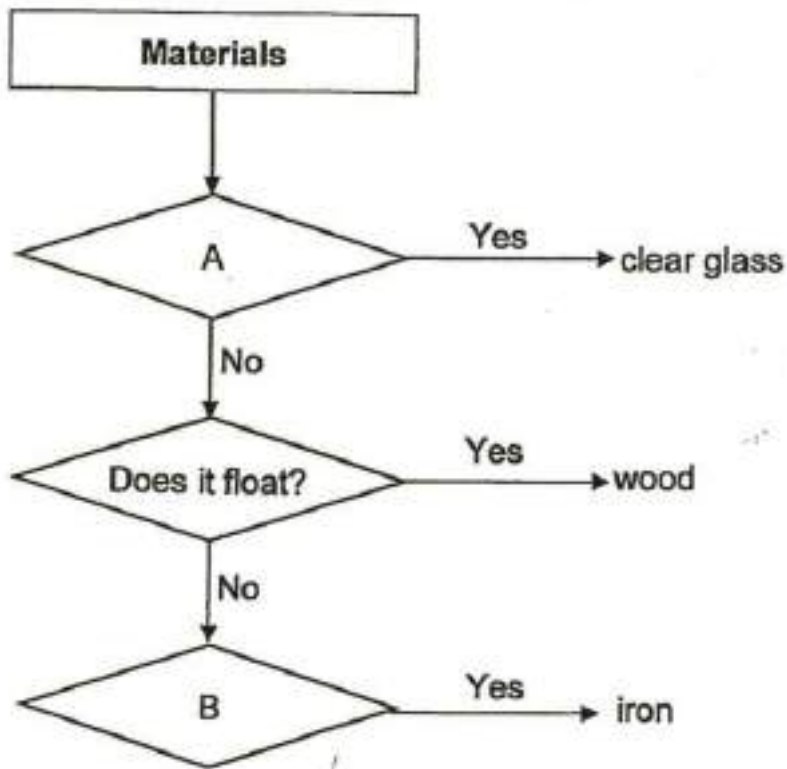 Materials
A
Yes
clear glass
No
Does it float?
Yes
wood
No
B
Yes
iron